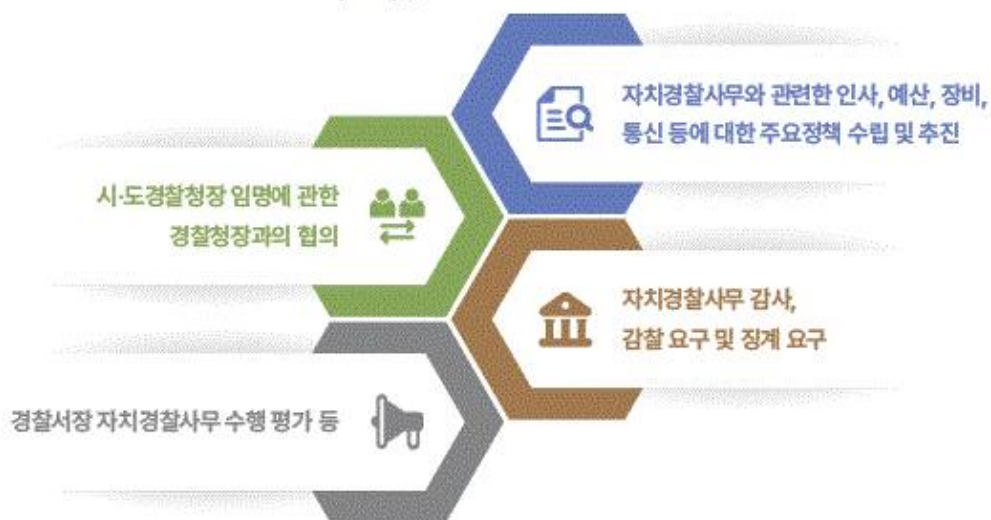 자치경찰사무와 관련한 인사, 예산, 장비,
통신 등에 대한 주요정책 수립 및 추진
시·도경찰청장 임명에 관한
경찰청장과의 협의
자치경찰사무 감사,
감찰 요구 및 징계 요구
경찰서장 자치경찰사무 수행 평가 등